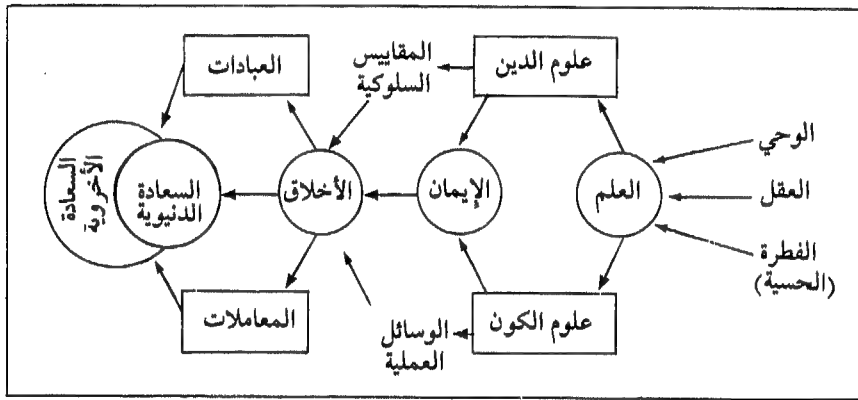 علوم الدين
المقاييس
السلوكية
العبادات
الوحي
العقل
الفطرة
(الحسية)
العلم
الإيمان
الأخلاق
السعادة
الدنيوية
السعادة
الأخروية
علوم الكون
الوسائل
العملية
المعاملات